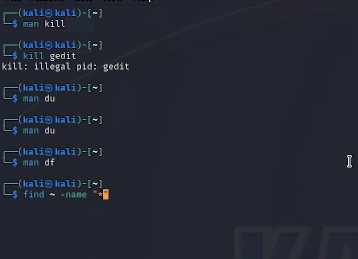 ┌──(kali㉿kali)-[~]
└─$ man kill
┌──(kali㉿kali)-[~]
└─$ kill gedit
kill: illegal pid: gedit
┌──(kali㉿kali)-[~]
└─$ man du
┌──(kali㉿kali)-[~]
└─$ man du
┌──(kali㉿kali)-[~]
└─$ man df
┌──(kali㉿kali)-[~]
└─$ find ~ -name "*"